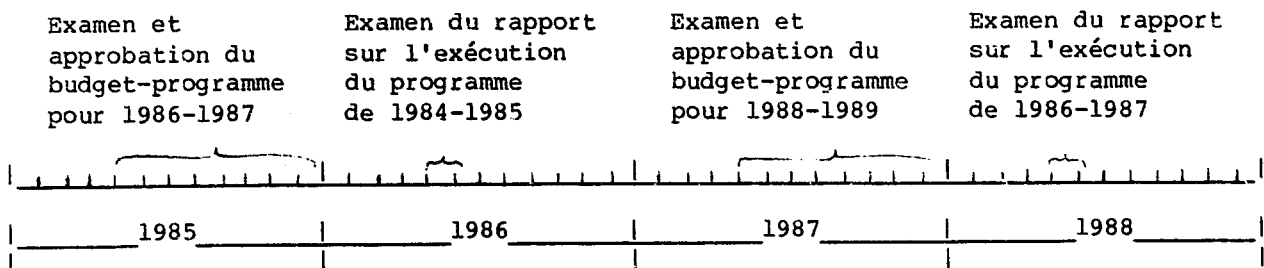 Examen et
approbation du
budget-programme
pour 1986-1987
Examen du rapport
sur l'exécution
du programme
de 1984-1985
Examen et
approbation du
budget-programme
pour 1988-1989
Examen du rapport
sur l'exécution
du programme
de 1986-1987
1985 1986 1987 1988